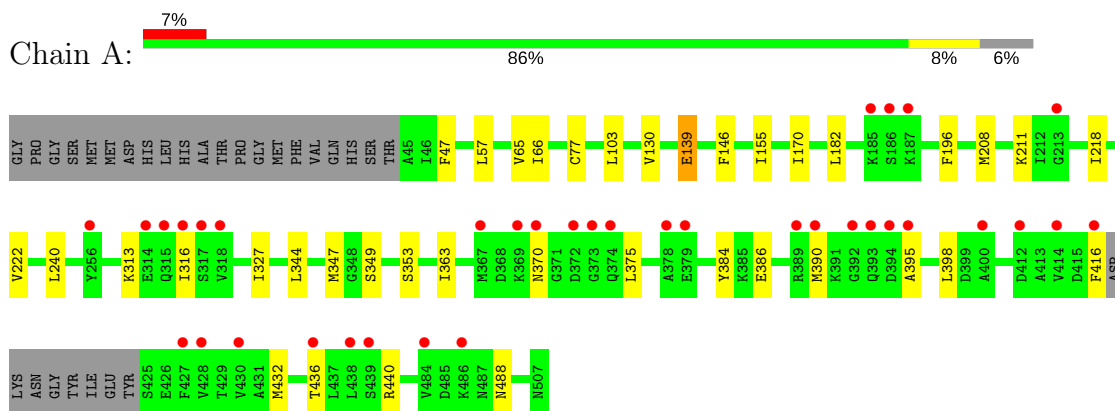 7%
Chain A:
86% 8% 6%
GLY PRO GLY SER MET MET ASP HIS LEU HIS ALA THR PRO GLY MET PHE VAL GLN HIS SER THR A45 I46 F47 L57 V65 I66 C77 L103 V130 E139 F146 I155 I170 L182 K185 S186 K187 F196 M208 K211 I212 G213 I218
V222 L240 Y256 K313 E314 Q315 I316 S317 V318 I327 L344 M347 G348 S349 S353 I363 M367 D368 K369 N370 G371 D372 G373 Q374 L375 A378 E379 Y384 K385 E386 R389 M390 K391 G392 Q393 D394 A395 L398 D399 A400 D412 A413 V414 D415 F416 ASP
LYS ASN GLY TYR ILE GLU TYR S425 E426 F427 V428 T429 V430 A431 M432 T436 L437 L438 S439 R440 V484 D485 K486 N487 N488 N507